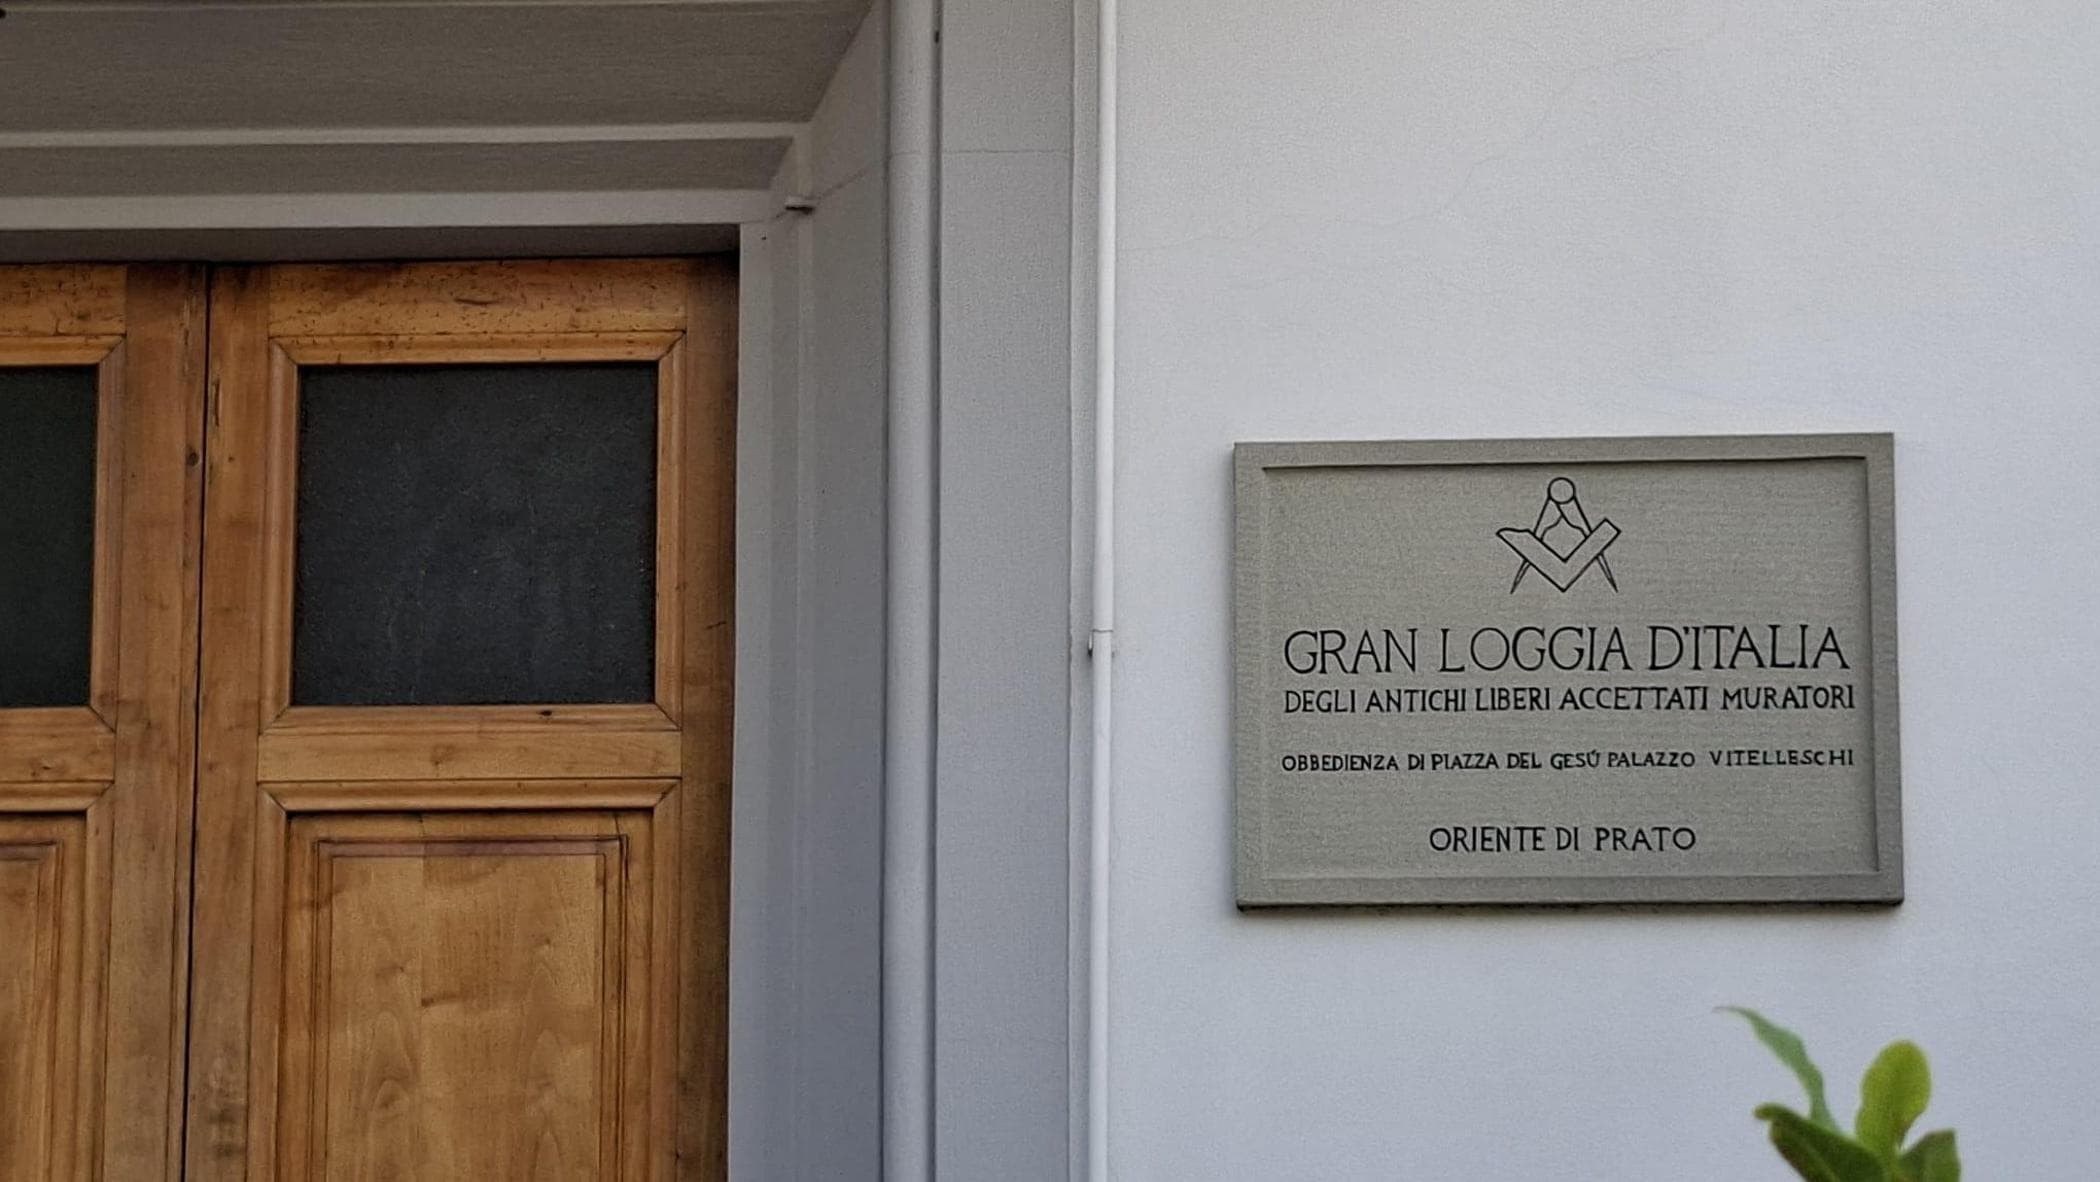 GRAN LOGGIA D'ITALIA
DEGLI ANTICHI LIBERI ACCETTATI MURATORI
OBBEDIENZA DI PIAZZA DEL GESÚ PALAZZO VITELLESCHI
ORIENTE DI PRATO